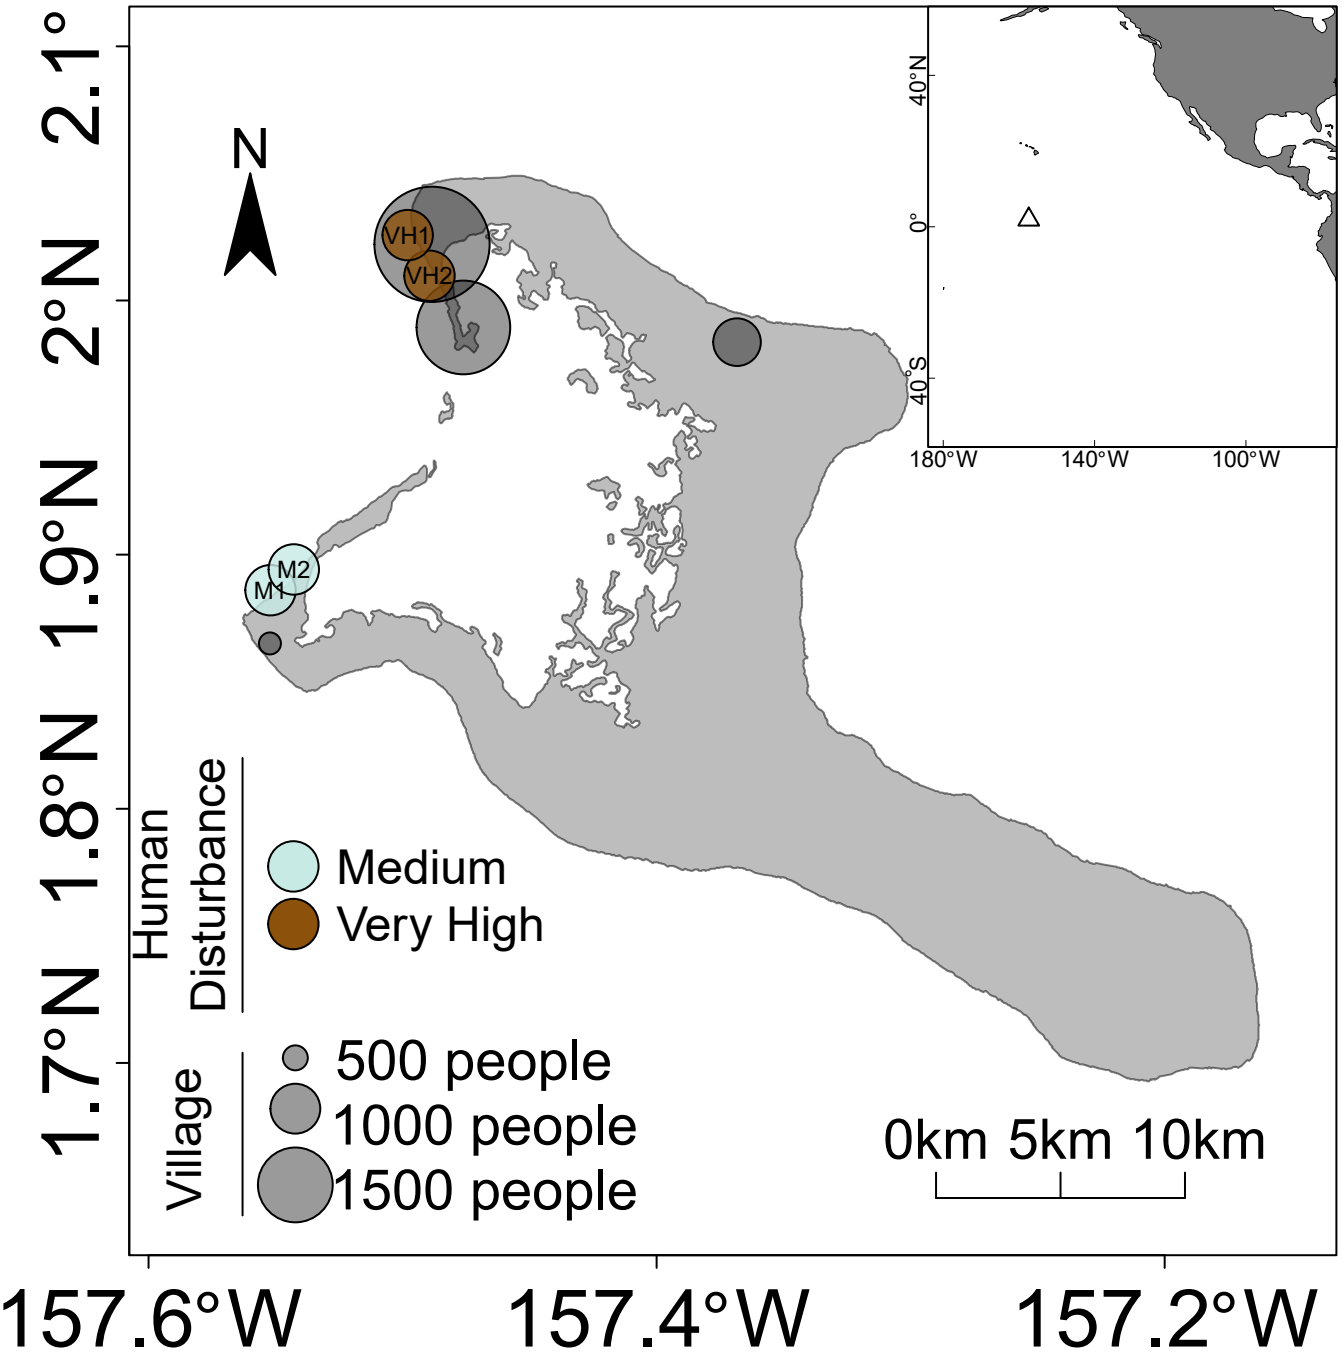 2.1°
2°N
1.9°N
1.8°N
1.7°N
N
VH1
VH2
M2
M1
40°N
0°
40°S
180°W
140°W
100°W
Human
Disturbance
Medium
Very High
Village
500 people
1000 people
1500 people
0km 5km 10km
157.6°W
157.4°W
157.2°W